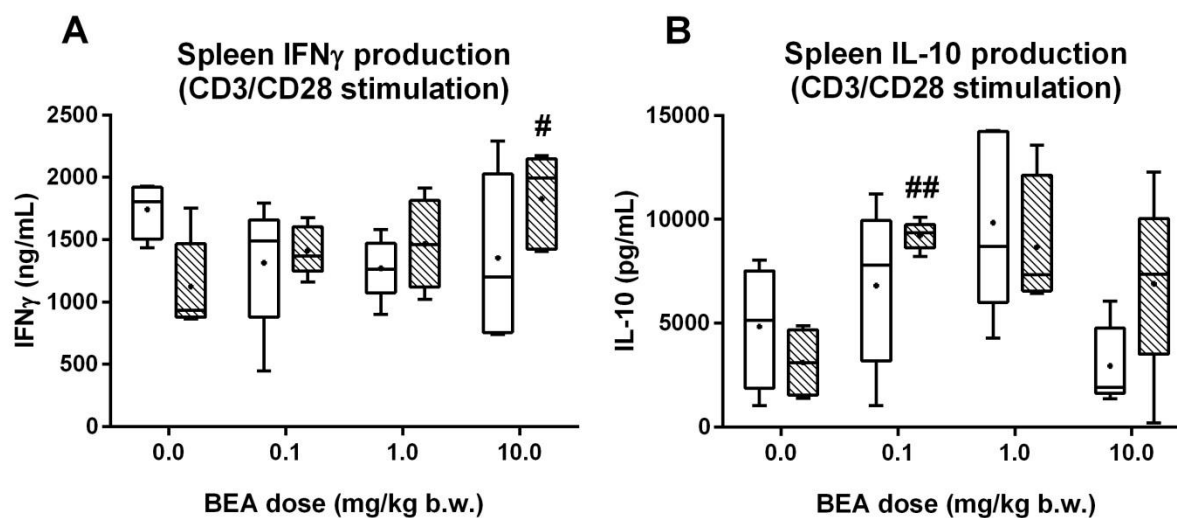 A
Spleen IFNγ production
(CD3/CD28 stimulation)
2500
2000
1500
1000
500
0
IFNγ (ng/mL)
#
0.0
0.1
1.0
10.0
BEA dose (mg/kg b.w.)
B
Spleen IL-10 production
(CD3/CD28 stimulation)
15000
10000
5000
0
IL-10 (pg/mL)
##
0.0
0.1
1.0
10.0
BEA dose (mg/kg b.w.)